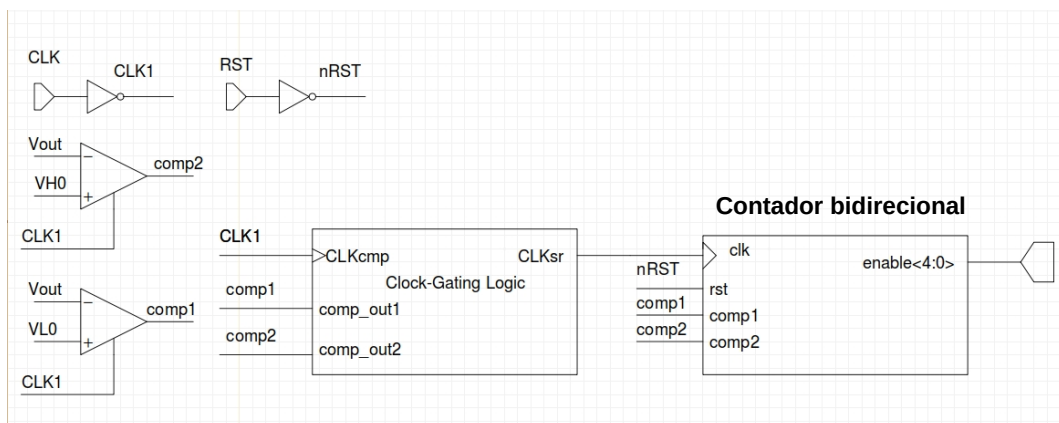 CLK
CLK1
RST
nRST
Vout
−
comp2
VH0
+
CLK1
Vout
−
comp1
VL0
+
CLK1
CLK1
CLKcmp
CLKsr
Clock-Gating Logic
comp1
comp_out1
comp2
comp_out2
Contador bidirecional
clk
enable<4:0>
nRST
rst
comp1
comp1
comp2
comp2